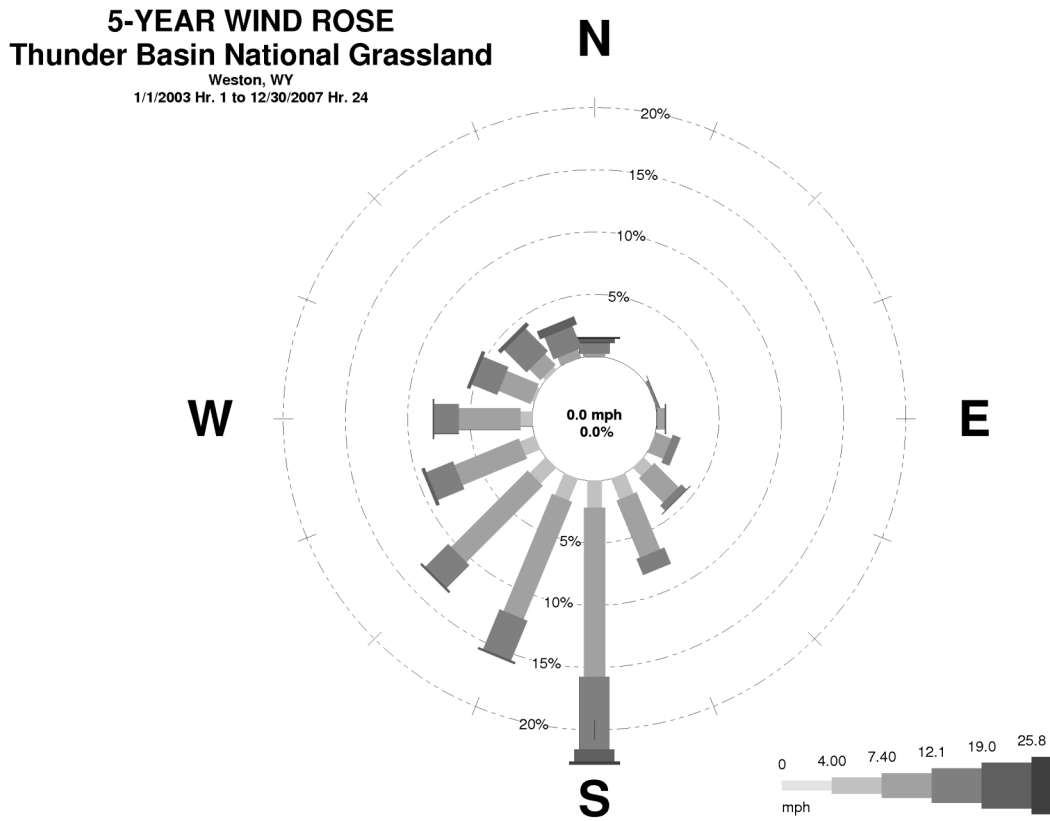 5-YEAR WIND ROSE
Thunder Basin National Grassland
Weston, WY
1/1/2003 Hr. 1 to 12/30/2007 Hr. 24
N
20%
15%
10%
5%
W
0.0 mph
0.0%
E
5%
10%
15%
20%
S
0 4.00 7.40 12.1 19.0 25.8
mph